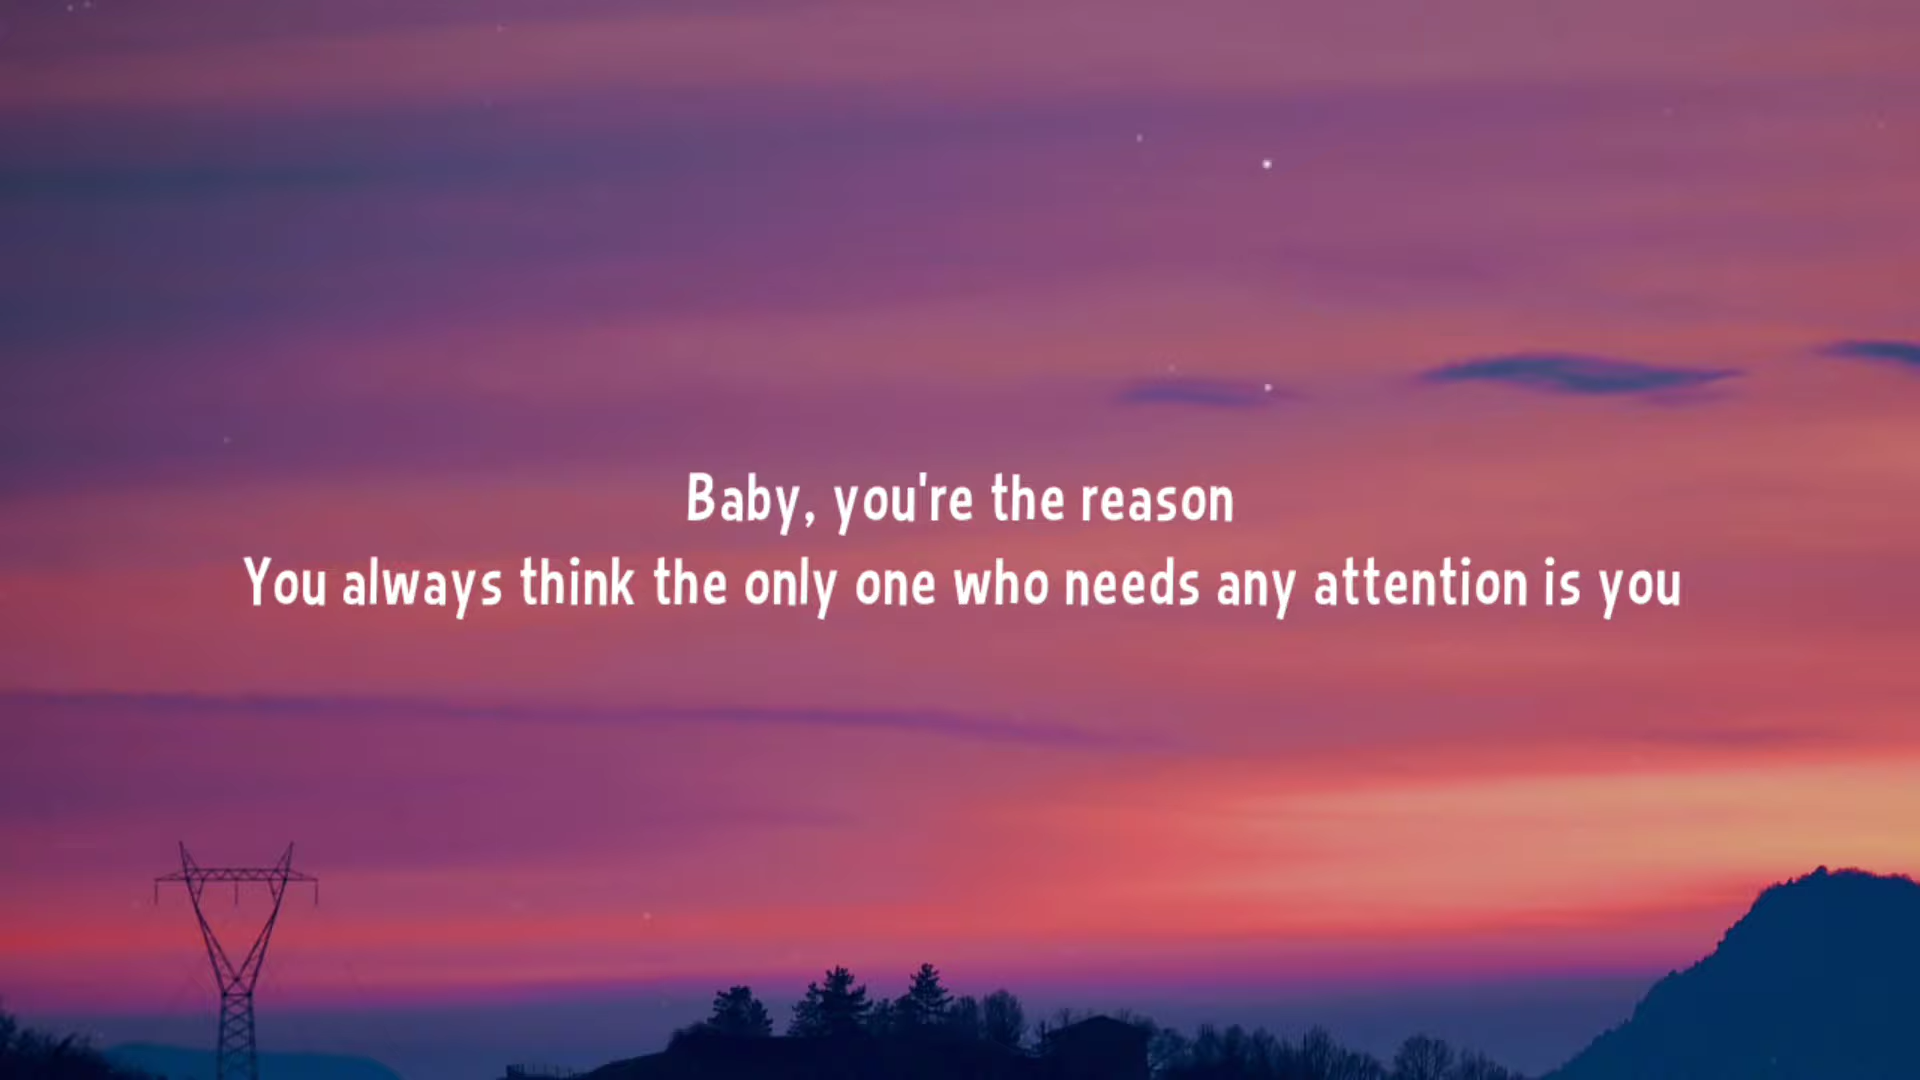 Baby, you're the reason
You always think the only one who needs any attention is you